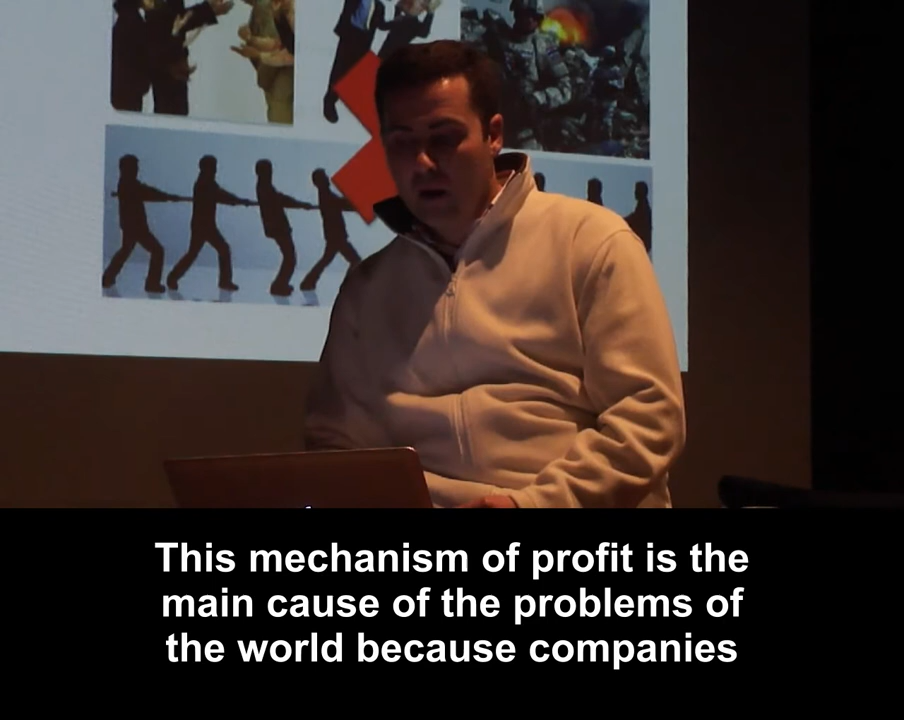 This mechanism of profit is the
main cause of the problems of
the world because companies